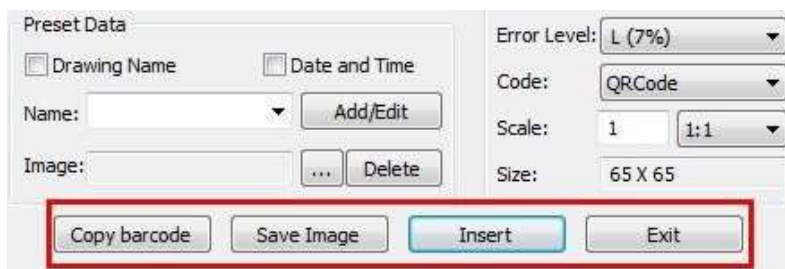 Preset Data
Drawing Name
Date and Time
Name:
Add/Edit
Image:
...
Delete
Error Level:
L (7%)
Code:
QRCode
Scale:
1
1:1
Size:
65 X 65
Copy barcode
Save Image
Insert
Exit